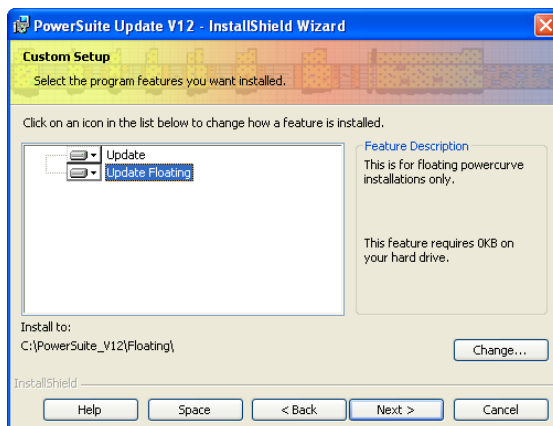 PowerSuite Update V12 - InstallShield Wizard
Custom Setup
Select the program features you want installed.
Click on an icon in the list below to change how a feature is installed.
Update
Update Floating
Feature Description
This is for floating powercurve
installations only.
This feature requires 0KB on
your hard drive.
Install to:
C:\PowerSuite_V12\Floating\
Change...
InstallShield
Help
Space
< Back
Next >
Cancel